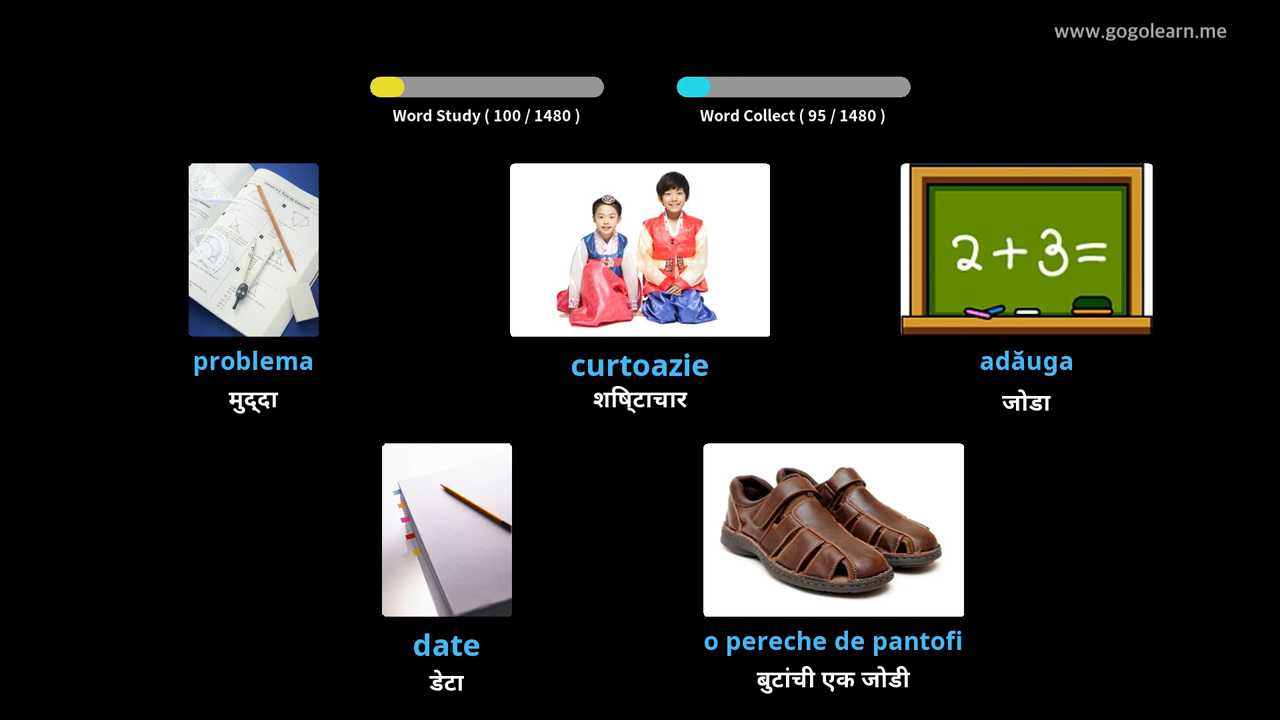 www.gogolearn.me
Word Study ( 100 / 1480 )
Word Collect ( 95 / 1480 )
2+3=
problema
curtoazie
adăuga
मुद्दा
शषि्टाचार
जोडा
date
o pereche de pantofi
डेटा
बुटांची एक जोडी